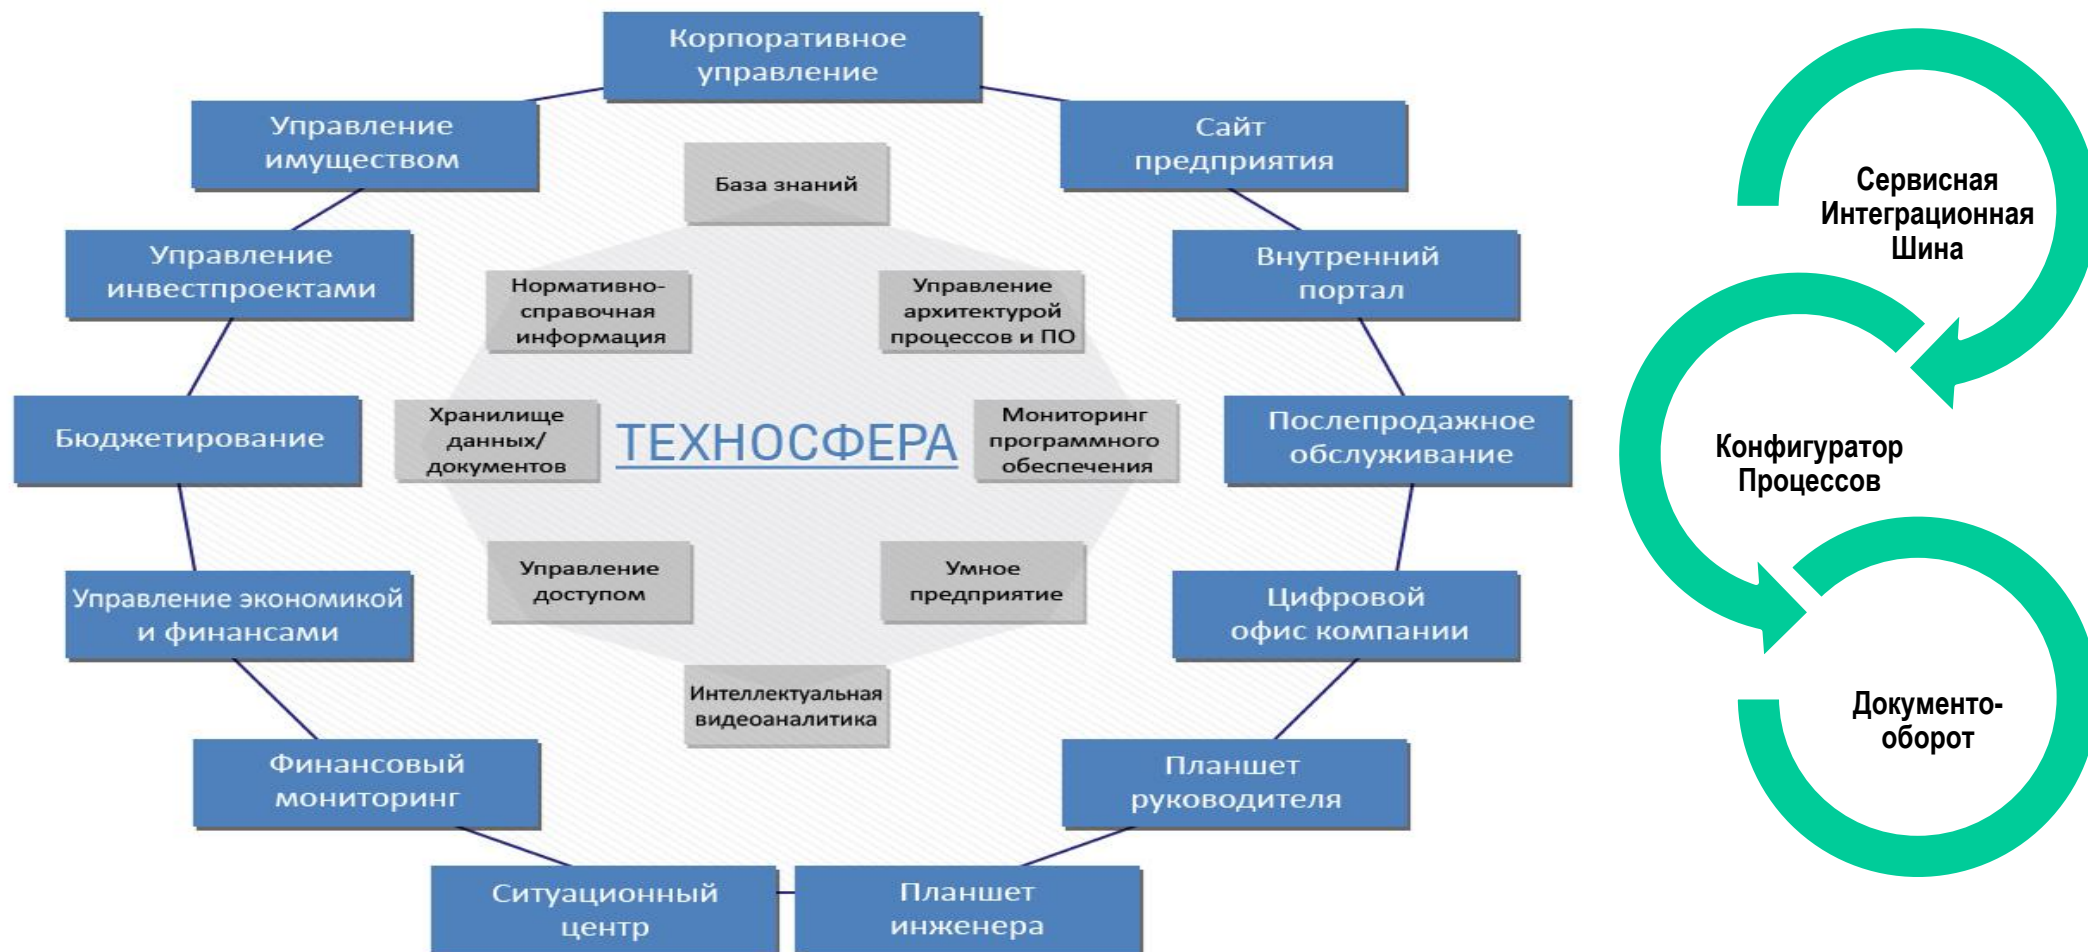 Корпоративное
управление
Управление
имуществом
Сайт
предприятия
База знаний
Управление
инвестпроектами
Внутренний
портал
Нормативно-
справочная
информация
Управление
архитектурой
процессов и ПО
Бюджетирование
Хранилище
данных/
документов
ТЕХНОСФЕРА
Мониторинг
программного
обеспечения
Послепродажное
обслуживание
Управление экономикой
и финансами
Управление
доступом
Умное
предприятие
Цифровой
офис компании
Интеллектуальная
видеоаналитика
Финансовый
мониторинг
Планшет
руководителя
Ситуационный
центр
Планшет
инженера
Сервисная
Интеграционная
Шина
Конфигуратор
Процессов
Документо-
оборот